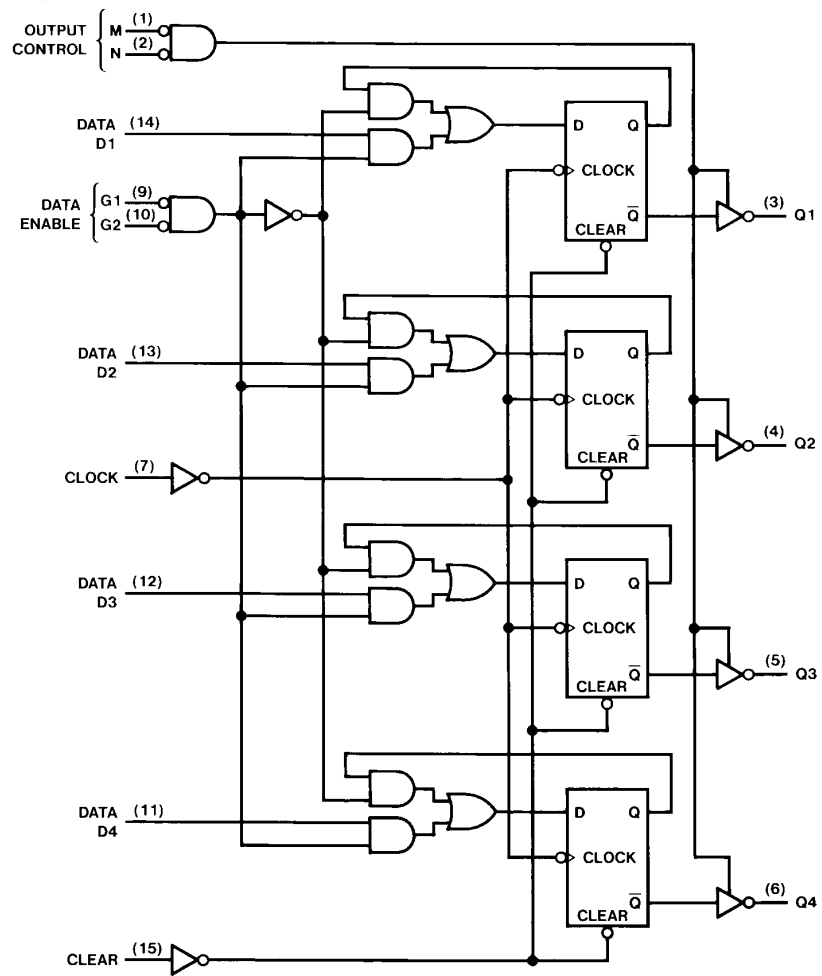 OUTPUT
CONTROL
M (1)
N (2)
DATA (14)
D1
D Q
CLOCK
Q
CLEAR
(3)
Q1
DATA
ENABLE
G1 (9)
G2 (10)
DATA (13)
D2
D Q
CLOCK
Q
CLEAR
(4)
Q2
CLOCK (7)
DATA (12)
D3
D Q
CLOCK
Q
CLEAR
(5)
Q3
DATA (11)
D4
D Q
CLOCK
Q
CLEAR
(6)
Q4
CLEAR (15)